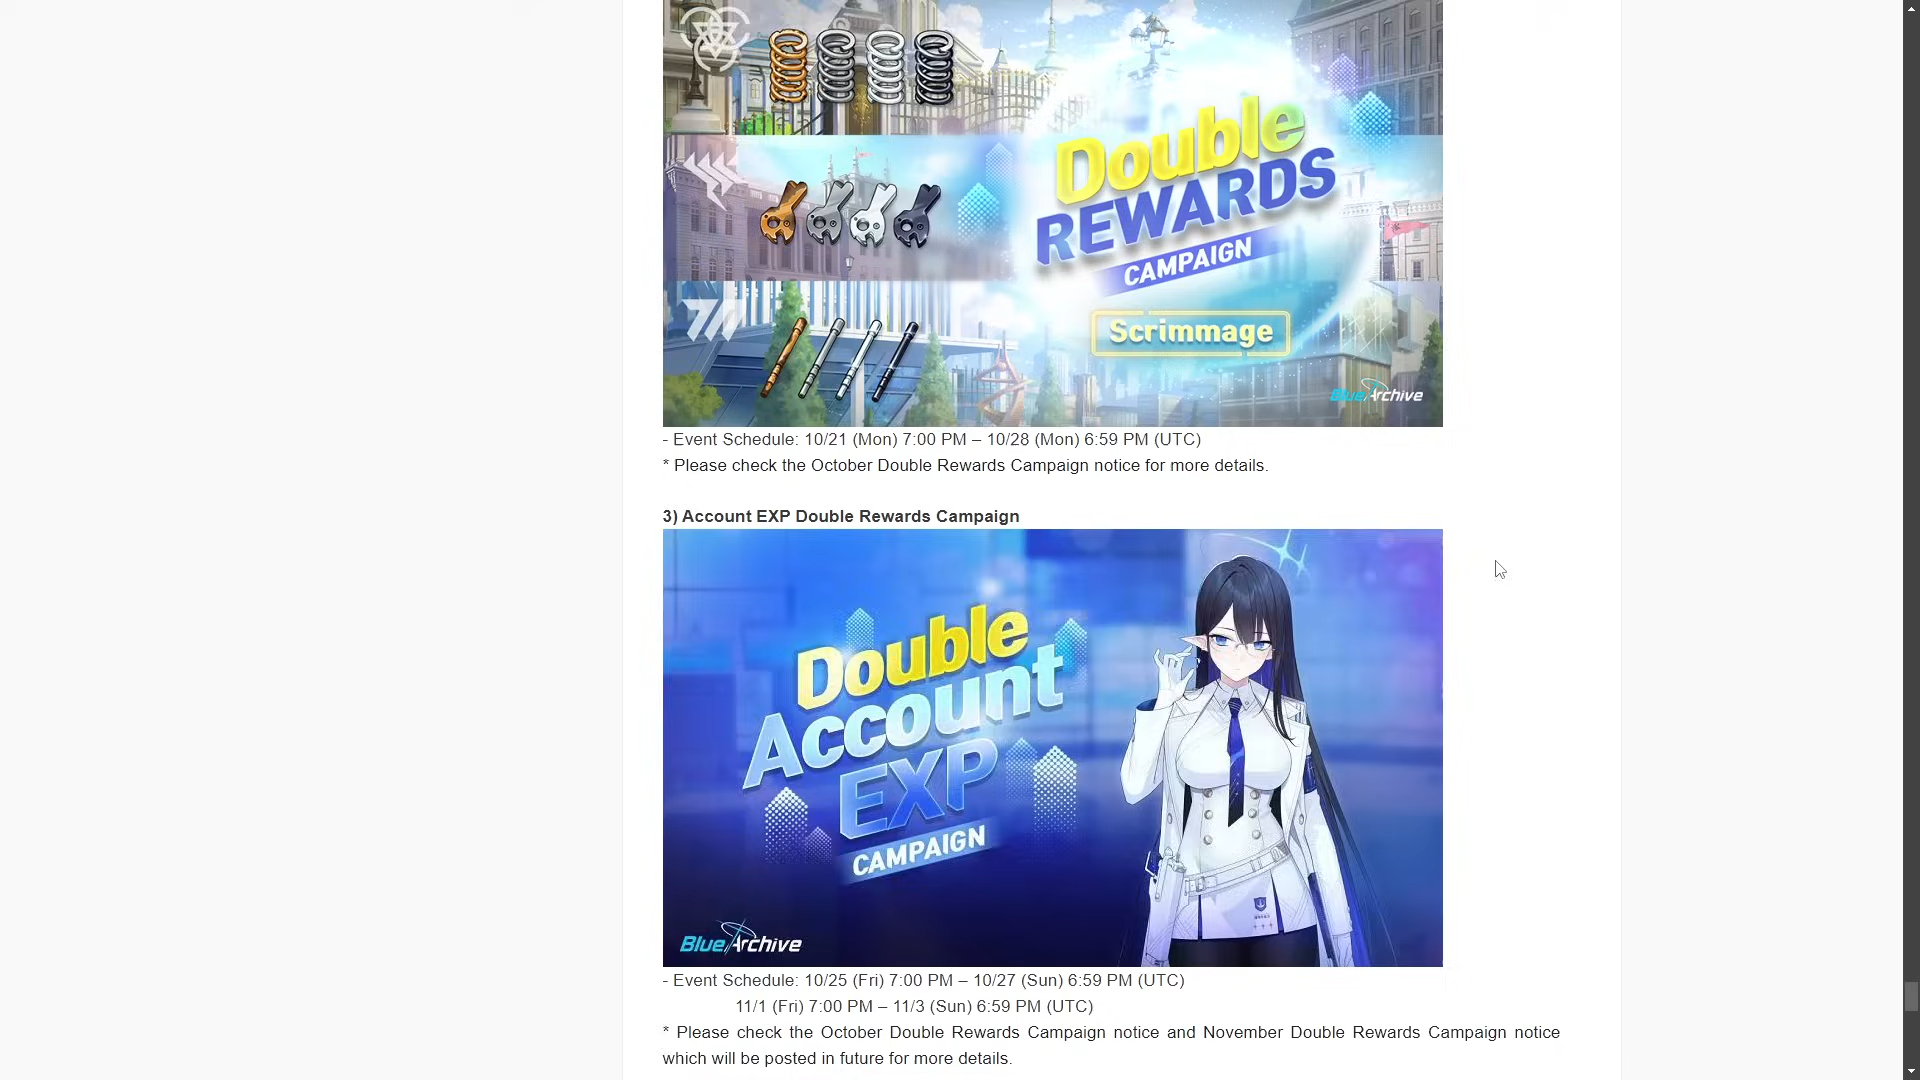 Double
REWARDS
CAMPAIGN
Scrimmage
Blue Archive
- Event Schedule: 10/21 (Mon) 7:00 PM – 10/28 (Mon) 6:59 PM (UTC)
* Please check the October Double Rewards Campaign notice for more details.
3) Account EXP Double Rewards Campaign
Double
Account
EXP
CAMPAIGN
Blue Archive
- Event Schedule: 10/25 (Fri) 7:00 PM – 10/27 (Sun) 6:59 PM (UTC)
11/1 (Fri) 7:00 PM – 11/3 (Sun) 6:59 PM (UTC)
* Please check the October Double Rewards Campaign notice and November Double Rewards Campaign notice
which will be posted in future for more details.